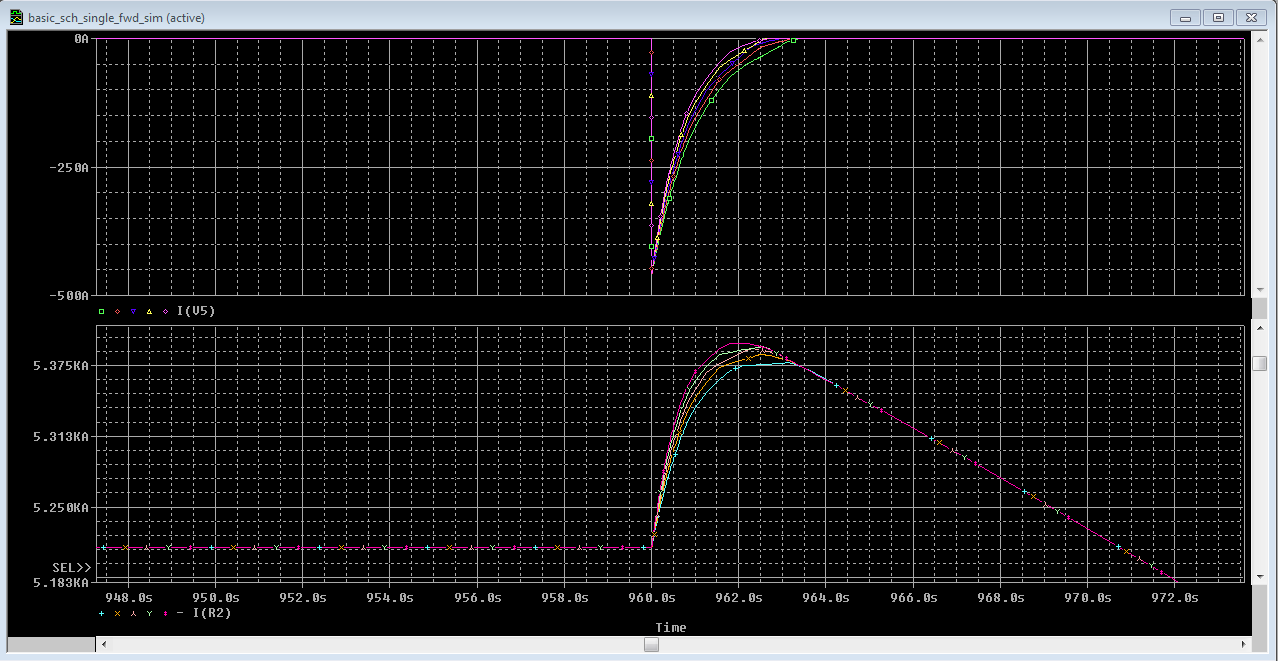 basic_sch_single_fwd_sim (active)
0A
-250A
-500A
I(V5)
5.375KA
5.313KA
5.250KA
SEL>>
5.183KA
948.0s 950.0s 952.0s 954.0s 956.0s 958.0s 960.0s 962.0s 964.0s 966.0s 968.0s 970.0s 972.0s
- I(R2)
Time